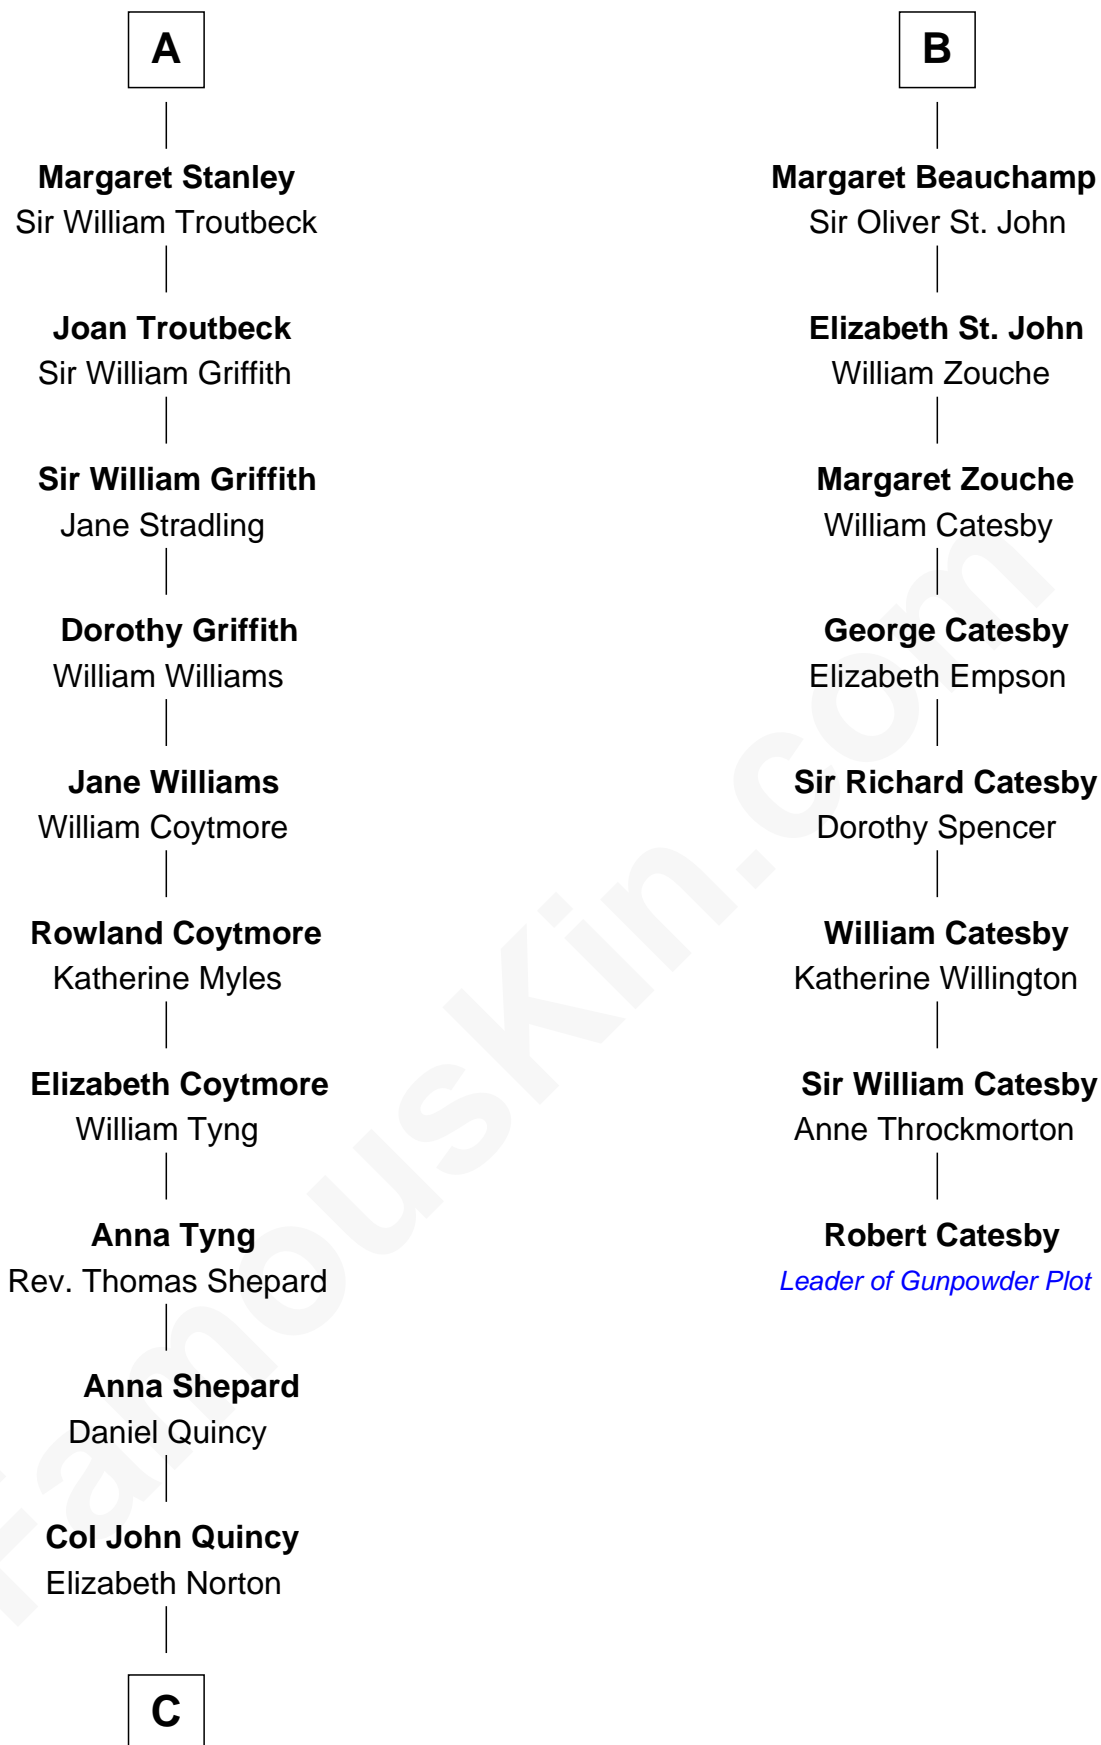 A
Margaret Stanley
Sir William Troutbeck
Joan Troutbeck
Sir William Griffith
Sir William Griffith
Jane Stradling
Dorothy Griffith
William Williams
Jane Williams
William Coytmore
Rowland Coytmore
Katherine Myles
Elizabeth Coytmore
William Tyng
Anna Tyng
Rev. Thomas Shepard
Anna Shepard
Daniel Quincy
Col John Quincy
Elizabeth Norton
C
B
Margaret Beauchamp
Sir Oliver St. John
Elizabeth St. John
William Zouche
Margaret Zouche
William Catesby
George Catesby
Elizabeth Empson
Sir Richard Catesby
Dorothy Spencer
William Catesby
Katherine Willington
Sir William Catesby
Anne Throckmorton
Robert Catesby
Leader of Gunpowder Plot
FamousKin.com